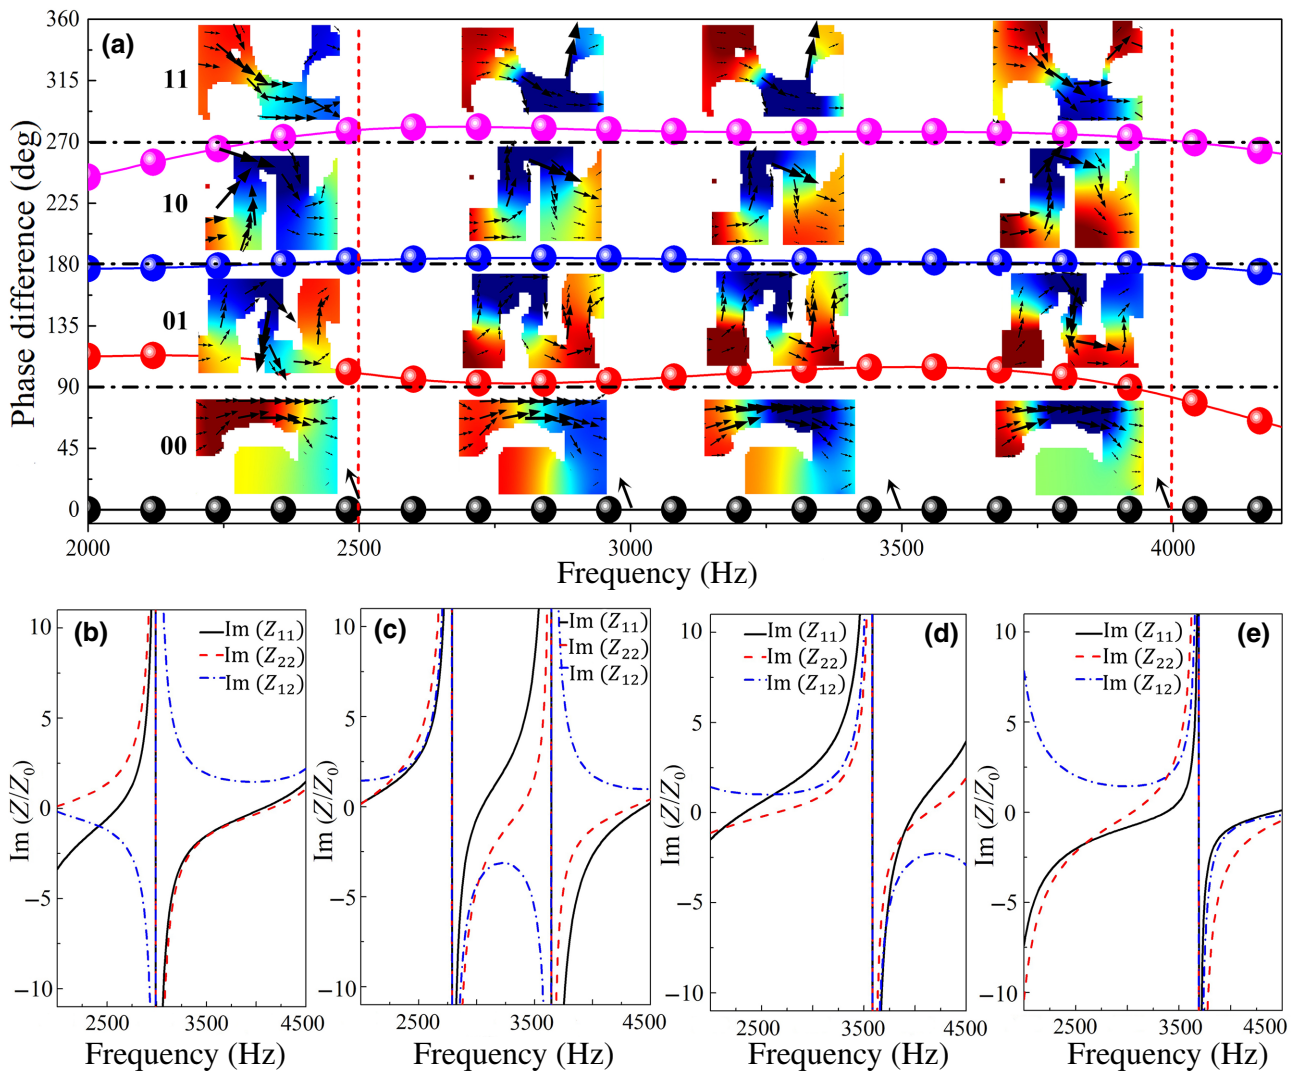 (a)
Phase difference (deg)
360
315
270
225
180
135
90
45
0
11
10
01
00
2000 2500 3000 3500 4000
Frequency (Hz)
(b)
Im (Z₁₁)
Im (Z₂₂)
Im (Z₁₂)
Im (Z/Z₀)
10
5
0
−5
−10
2500 3500 4500
Frequency (Hz)
(c)
Im (Z₁₁)
Im (Z₂₂)
Im (Z₁₂)
Im (Z/Z₀)
10
5
0
−5
−10
2500 3500 4500
Frequency (Hz)
(d)
Im (Z₁₁)
Im (Z₂₂)
Im (Z₁₂)
Im (Z/Z₀)
10
5
0
−5
−10
2500 3500 4500
Frequency (Hz)
(e)
Im (Z₁₁)
Im (Z₂₂)
Im (Z₁₂)
Im (Z/Z₀)
10
5
0
−5
−10
2500 3500 4500
Frequency (Hz)